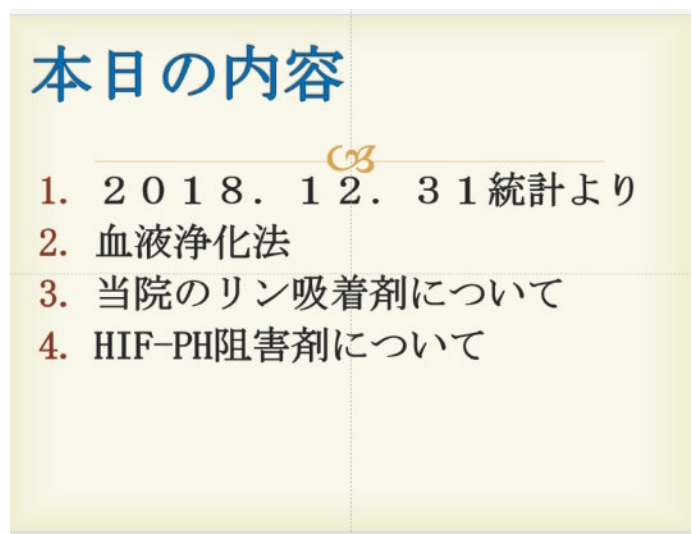 本日の内容
1. ２０１８．１２．３１統計より
2. 血液浄化法
3. 当院のリン吸着剤について
4. HIF-PH阻害剤について